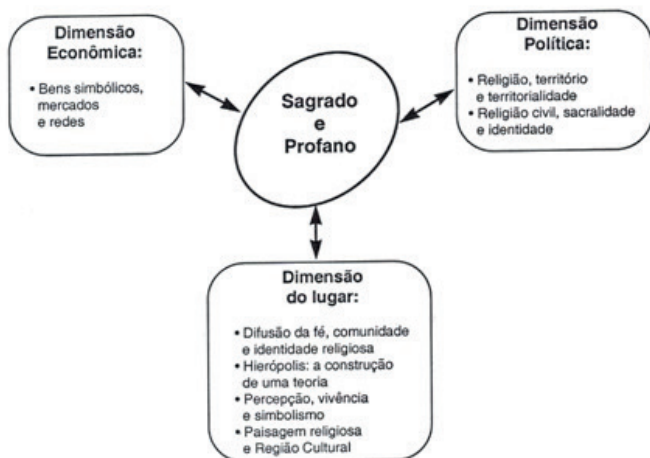 Dimensão
Econômica:
• Bens simbólicos,
mercados
e redes
Sagrado
e
Profano
Dimensão
Política:
• Religião, território
e territorialidade
• Religião civil, sacralidade
e identidade
Dimensão
do lugar:
• Difusão da fé, comunidade
e identidade religiosa
• Hierópolis: a construção
de uma teoria
• Percepção, vivência
e simbolismo
• Paisagem religiosa
e Região Cultural